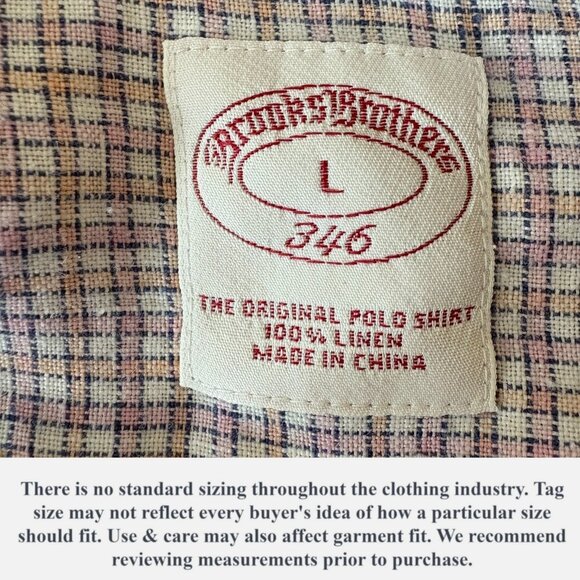 Brooks Brothers
L
346
THE ORIGINAL POLO SHIRT
100% LINEN
MADE IN CHINA
There is no standard sizing throughout the clothing industry. Tag
size may not reflect every buyer's idea of how a particular size
should fit. Use & care may also affect garment fit. We recommend
reviewing measurements prior to purchase.